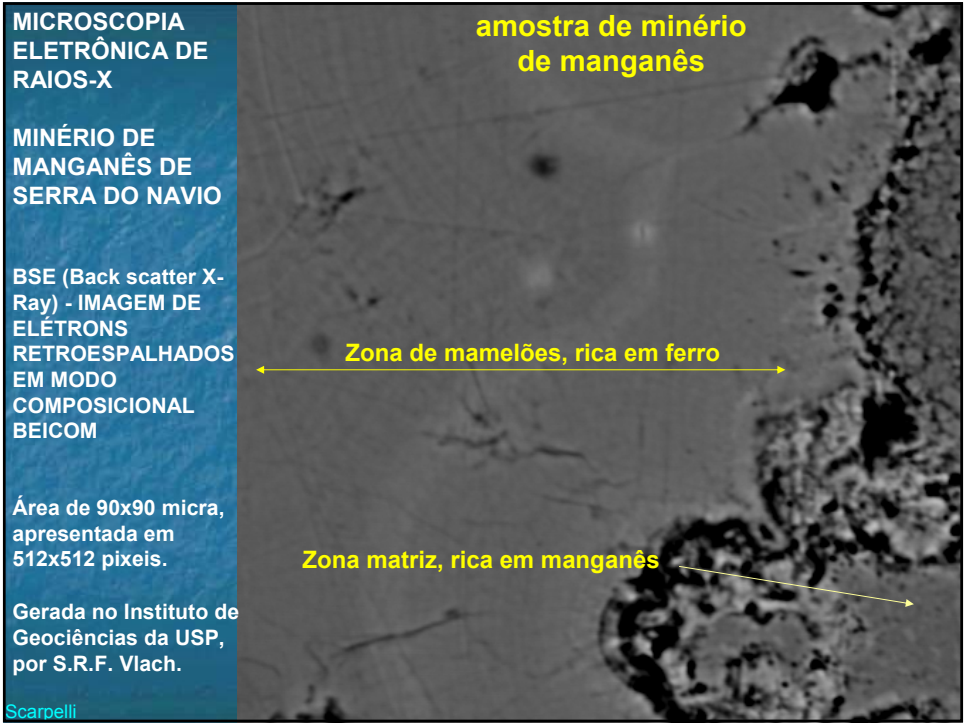 MICROSCOPIA
ELETRÔNICA DE
RAIOS-X
MINÉRIO DE
MANGANÊS DE
SERRA DO NAVIO
BSE (Back scatter X-
Ray) - IMAGEM DE
ELÉTRONS
RETROESPALHADOS
EM MODO
COMPOSICIONAL
BEICOM
Área de 90x90 micra,
apresentada em
512x512 pixeis.
Gerada no Instituto de
Geociências da USP,
por S.R.F. Vlach.
Scarpelli
amostra de minério
de manganês
Zona de mamelões, rica em ferro
Zona matriz, rica em manganês